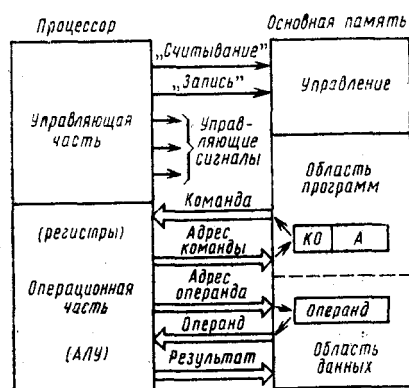 Процессор
Основная память
„Считывание”
„Запись”
Управление
Управляющая
часть
Управ-
ляющие
сигналы
Область
программ
Команда
(регистры)
Адрес
команды
КО А
Адрес
операнда
Операционная
часть
Операнд
Операнд
(АЛУ)
Результат
Область
данных